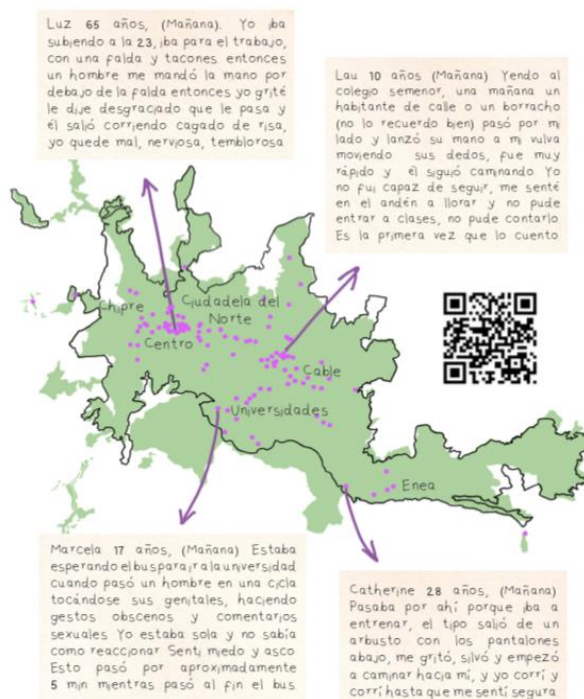 Luz 65 años, (Mañana). Yo iba
subiendo a la 23, iba para el trabajo,
con una falda y tacones entonces
un hombre me mandó la mano por
debajo de la falda entonces yo grité
le dije desgraciado que le pasa y
él salió corriendo cagado de risa,
yo quede mal, nerviosa, temblorosa
Lau 10 años (Mañana) Yendo al
colegio semenor, una mañana un
habitante de calle o un borracho
(no lo recuerdo bien) pasó por mi
lado y lanzó su mano a mi vulva
moviendo sus dedos, fue muy
rápido y él siguió caminando Yo
no fui capaz de seguir, me senté
en el andén a llorar y no pude
entrar a clases, no pude contarlo
Es la primera vez que lo cuento
Chipre
Ciudadela del
Norte
Centro
Cable
Universidades
Enea
Marcela 17 años, (Mañana) Estaba
esperando el bus para ir a la universidad
cuando pasó un hombre en una cicla
tocándose sus genitales, haciendo
gestos obscenos y comentarios
sexuales Yo estaba sola y no sabía
como reaccionar Sentí miedo y asco
Esto pasó por aproximadamente
5 min mientras pasó al fin el bus
Catherine 28 años, (Mañana)
Pasaba por ahí porque iba a
entrenar, el tipo salió de un
arbusto con los pantalones
abajo, me gritó, silvó y empezó
a caminar hacia mí, y yo corrí y
corrí hasta que me sentí segura